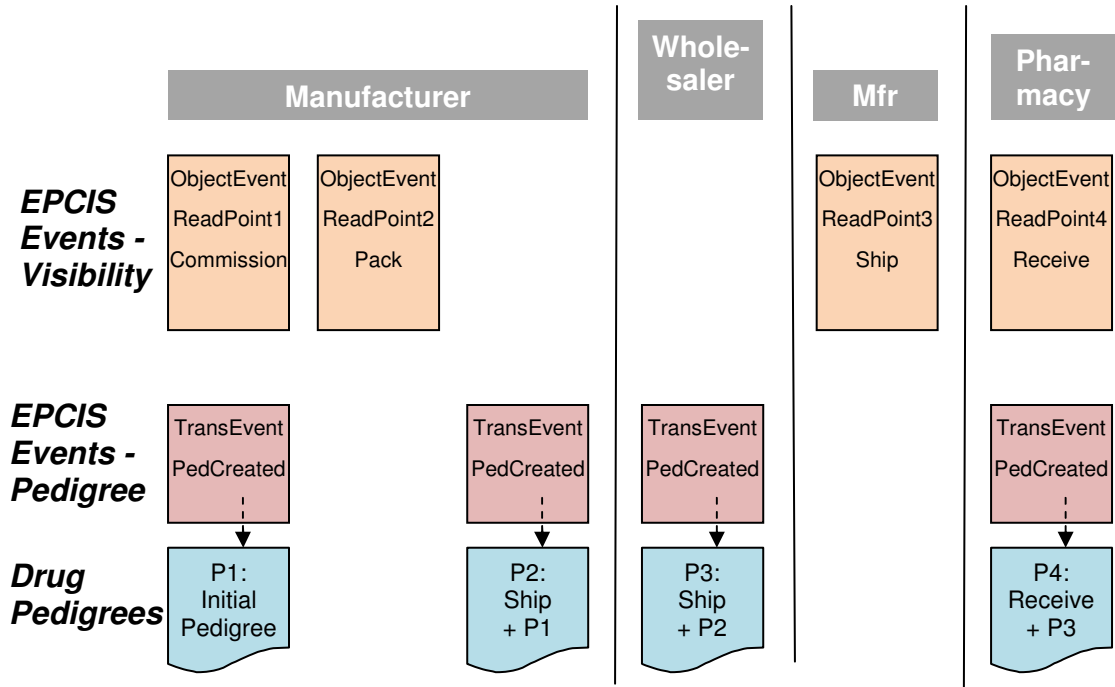 Manufacturer
Whole-
saler
Mfr
Phar-
macy
EPCIS
Events -
Visibility
ObjectEvent
ReadPoint1
Commission
ObjectEvent
ReadPoint2
Pack
ObjectEvent
ReadPoint3
Ship
ObjectEvent
ReadPoint4
Receive
EPCIS
Events -
Pedigree
TransEvent
PedCreated
TransEvent
PedCreated
TransEvent
PedCreated
TransEvent
PedCreated
Drug
Pedigrees
P1:
Initial
Pedigree
P2:
Ship
+ P1
P3:
Ship
+ P2
P4:
Receive
+ P3